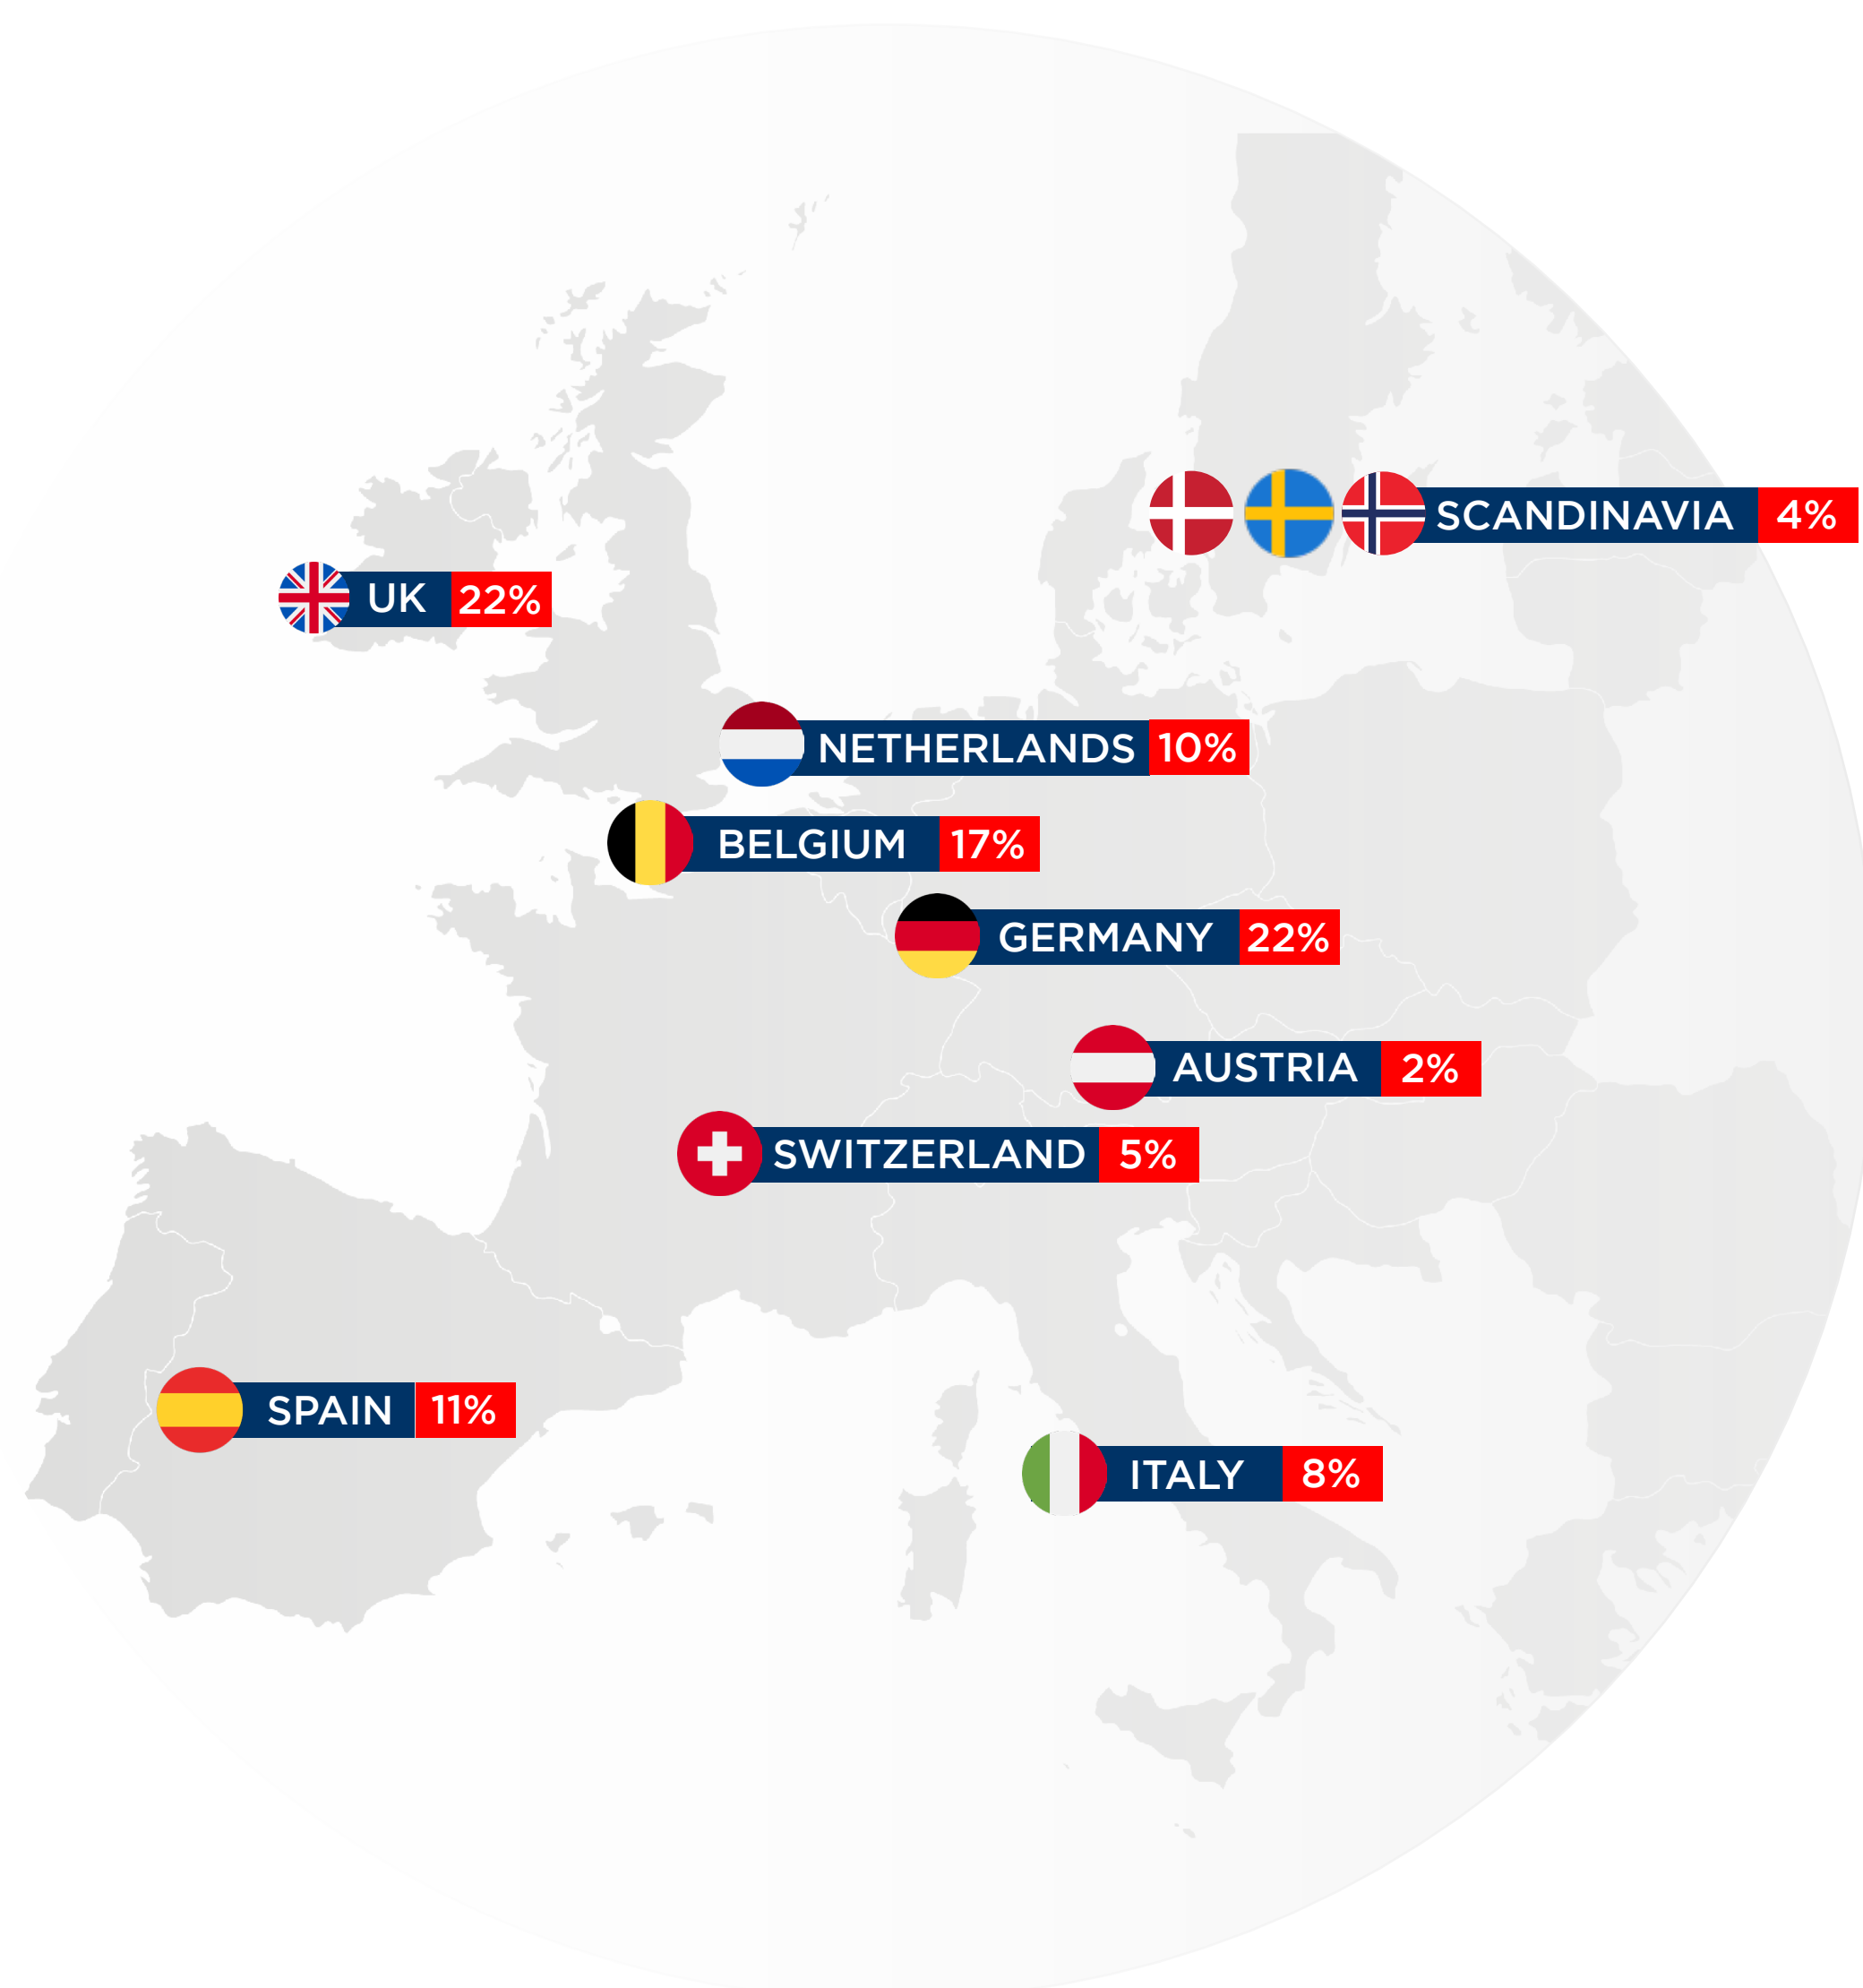 SCANDINAVIA 4%
UK 22%
NETHERLANDS 10%
BELGIUM 17%
GERMANY 22%
AUSTRIA 2%
SWITZERLAND 5%
SPAIN 11%
ITALY 8%